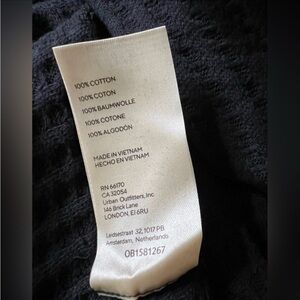 100% COTTON
100% COTON
100% BAUMWOLLE
100% COTONE
100% ALGODÓN
MADE IN VIETNAM
HECHO EN VIETNAM
RN 66170
CA 32054
Urban Outfitters, Inc
146 Brick Lane
LONDON, E1 6RU
Leidsestraat 32, 1017 PB
Amsterdam, Netherlands
OB1581267